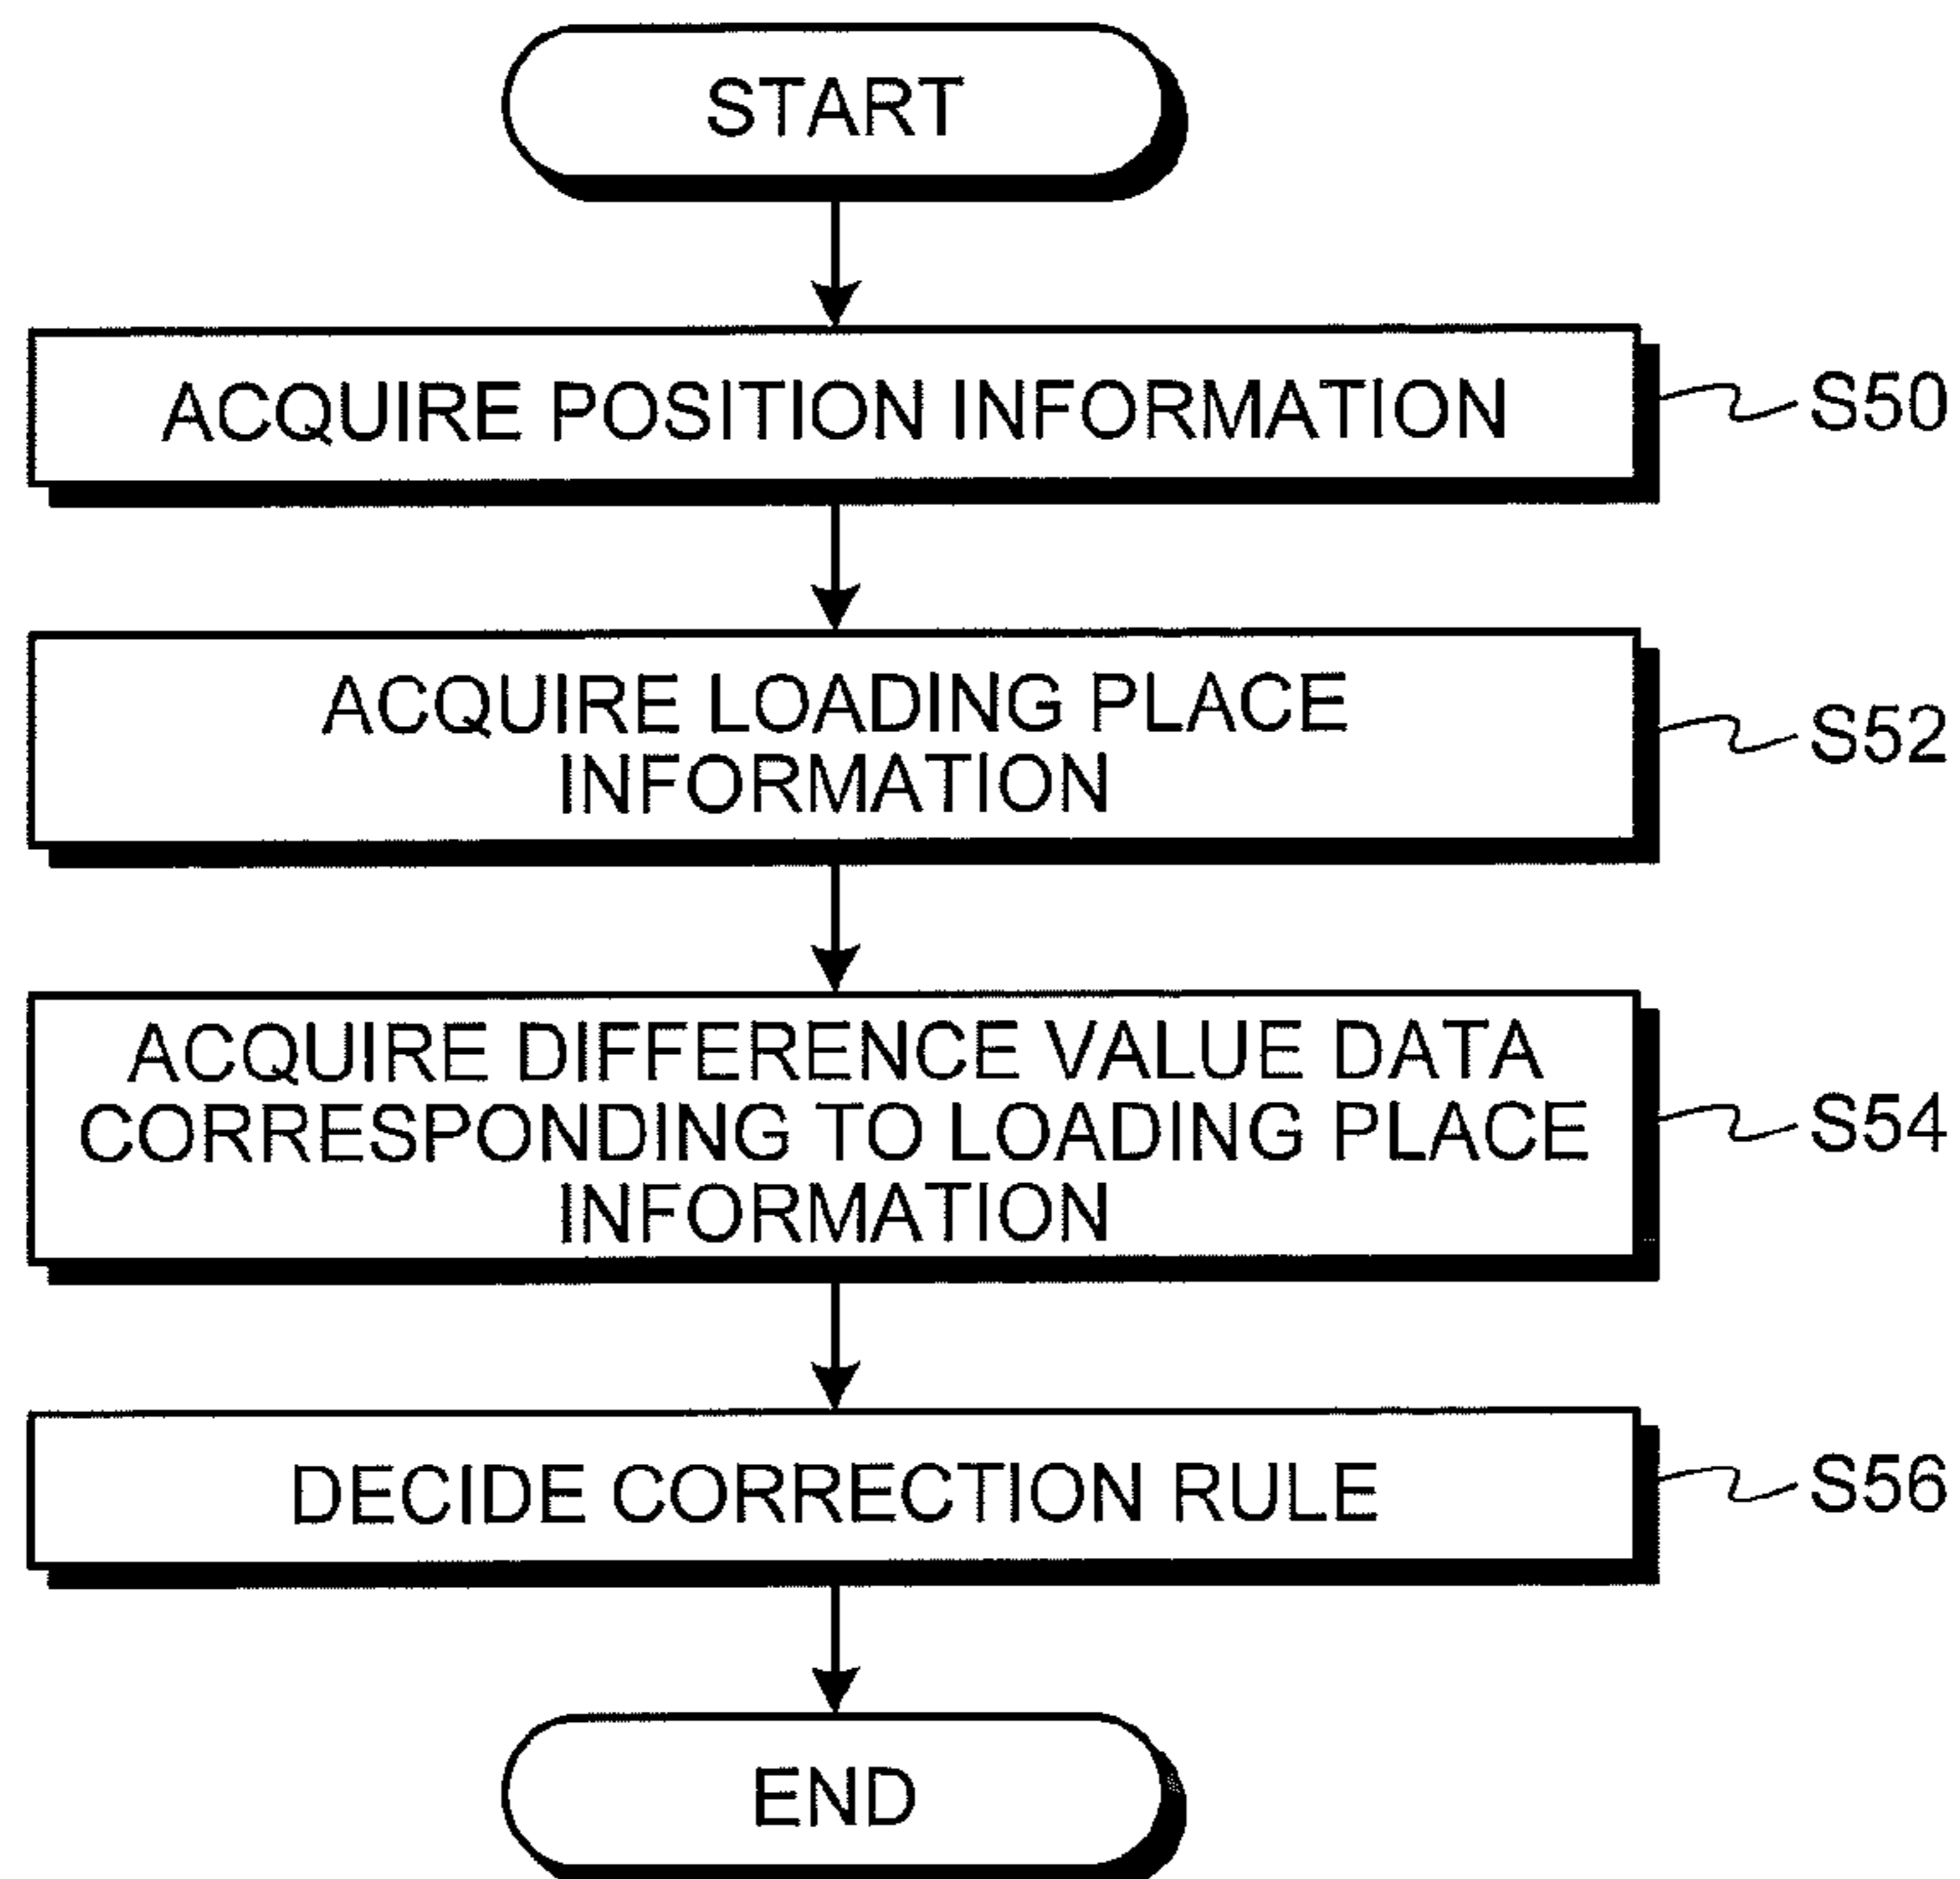 START
ACQUIRE POSITION INFORMATION
S50
ACQUIRE LOADING PLACE
INFORMATION
S52
ACQUIRE DIFFERENCE VALUE DATA
CORRESPONDING TO LOADING PLACE
INFORMATION
S54
DECIDE CORRECTION RULE
S56
END